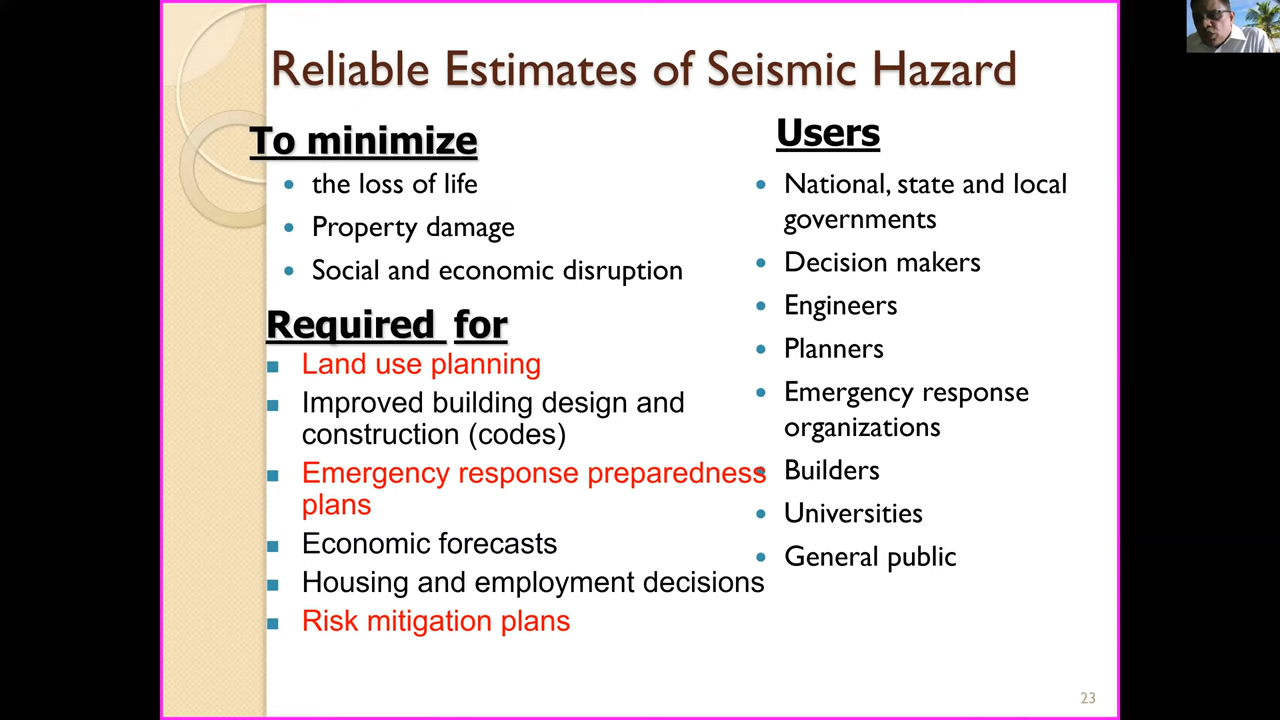 Reliable Estimates of Seismic Hazard
To minimize
the loss of life
Property damage
Social and economic disruption
Required for
Land use planning
Improved building design and
construction (codes)
Emergency response preparedness
plans
Economic forecasts
Housing and employment decisions
Risk mitigation plans
Users
National, state and local
governments
Decision makers
Engineers
Planners
Emergency response
organizations
Builders
Universities
General public
23